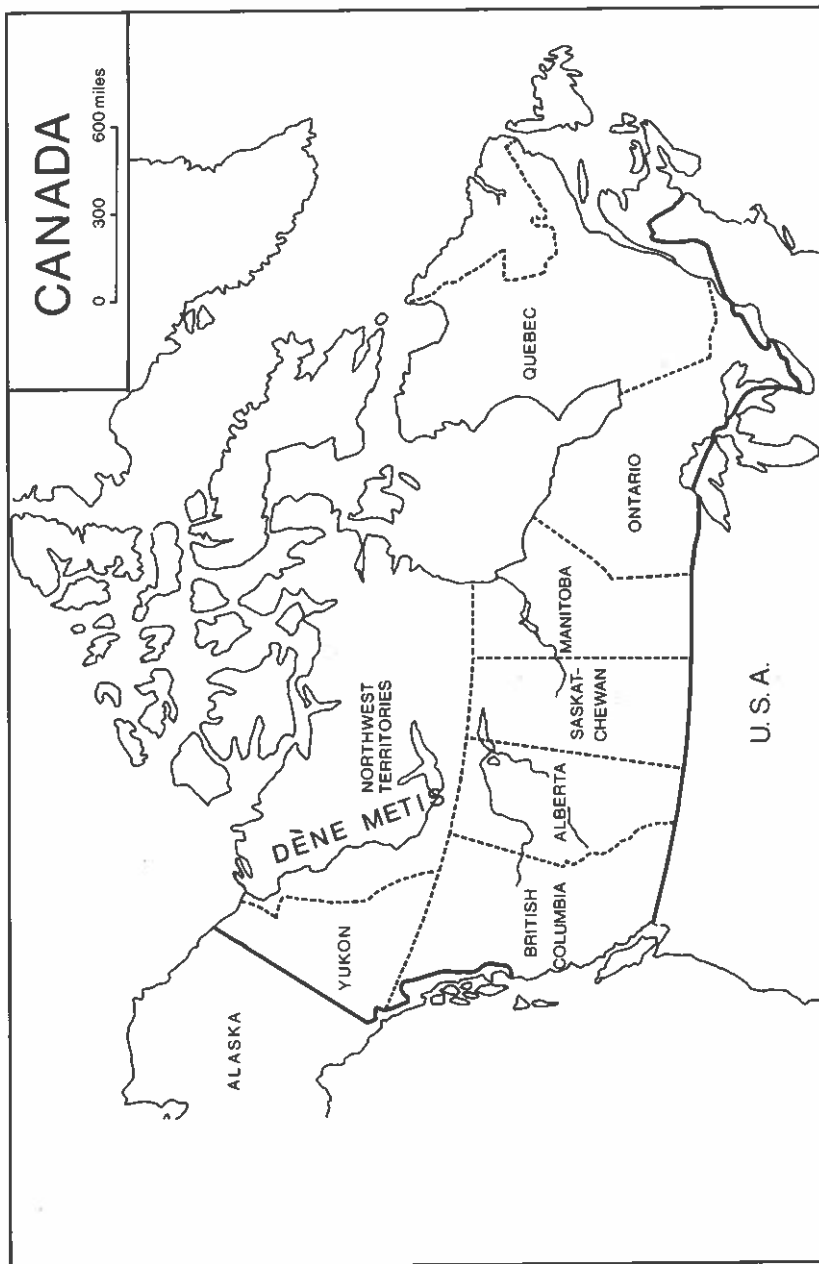 CANADA
0 300 600 miles
ALASKA
YUKON
DENE METIS
NORTHWEST
TERRITORIES
BRITISH
COLUMBIA
ALBERTA
SASKAT-
CHEWAN
MANITOBA
ONTARIO
QUEBEC
U.S.A.